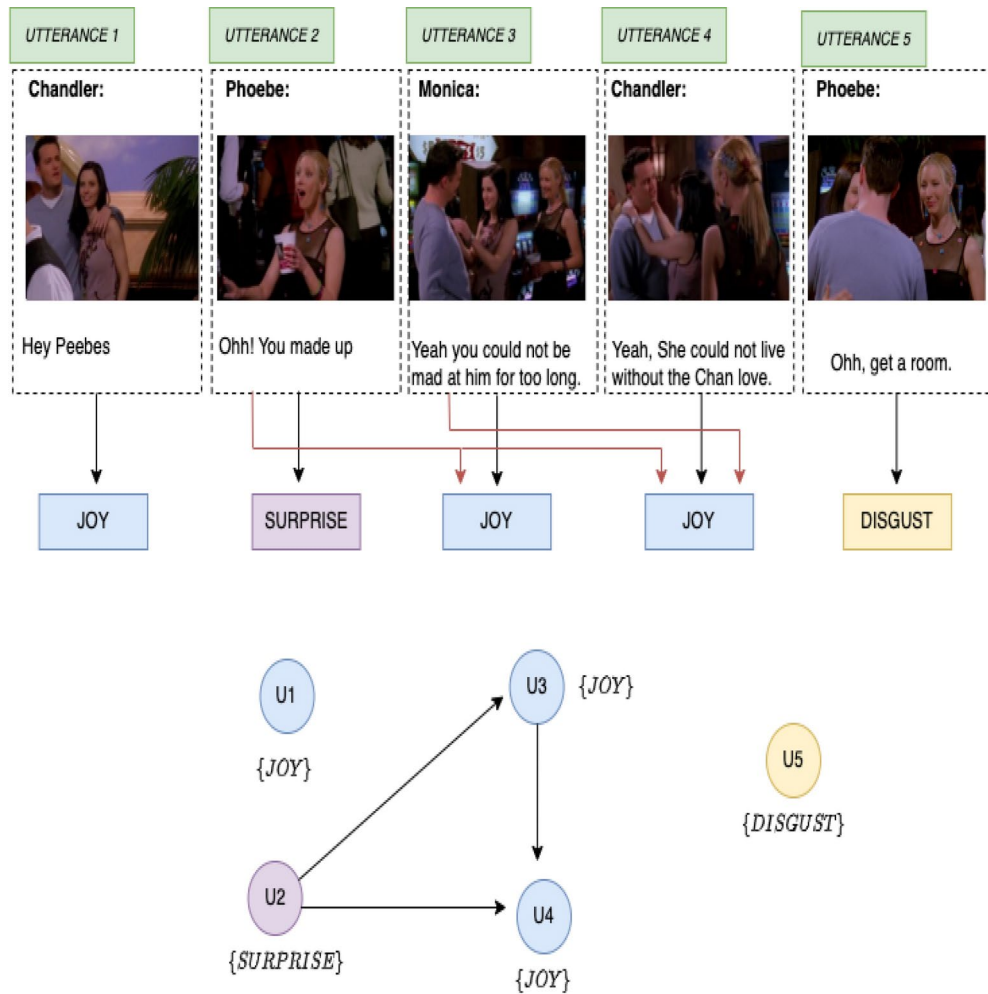 UTTERANCE 1
UTTERANCE 2
UTTERANCE 3
UTTERANCE 4
UTTERANCE 5
Chandler:
Phoebe:
Monica:
Chandler:
Phoebe:
Hey Peebes
Ohh! You made up
Yeah you could not be
mad at him for too long.
Yeah, She could not live
without the Chan love.
Ohh, get a room.
JOY
SURPRISE
JOY
JOY
DISGUST
U1
{JOY}
U3
{JOY}
U5
{DISGUST}
U2
{SURPRISE}
U4
{JOY}